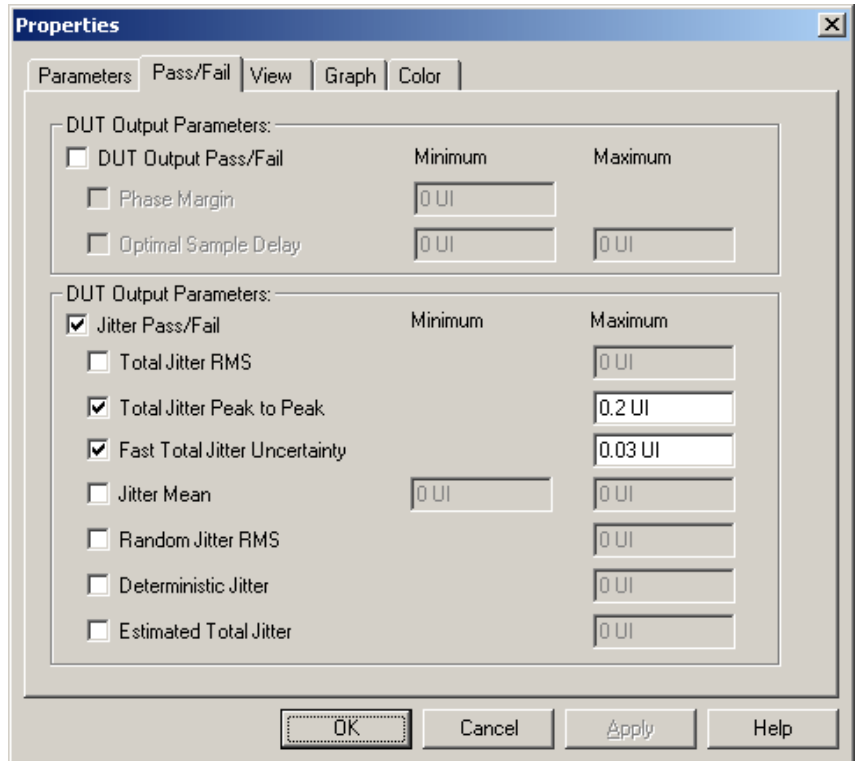 Properties
Parameters Pass/Fail View Graph Color
DUT Output Parameters:
DUT Output Pass/Fail Minimum Maximum
Phase Margin 0 UI
Optimal Sample Delay 0 UI 0 UI
DUT Output Parameters:
Jitter Pass/Fail Minimum Maximum
Total Jitter RMS 0 UI
Total Jitter Peak to Peak 0.2 UI
Fast Total Jitter Uncertainty 0.03 UI
Jitter Mean 0 UI 0 UI
Random Jitter RMS 0 UI
Deterministic Jitter 0 UI
Estimated Total Jitter 0 UI
OK Cancel Apply Help